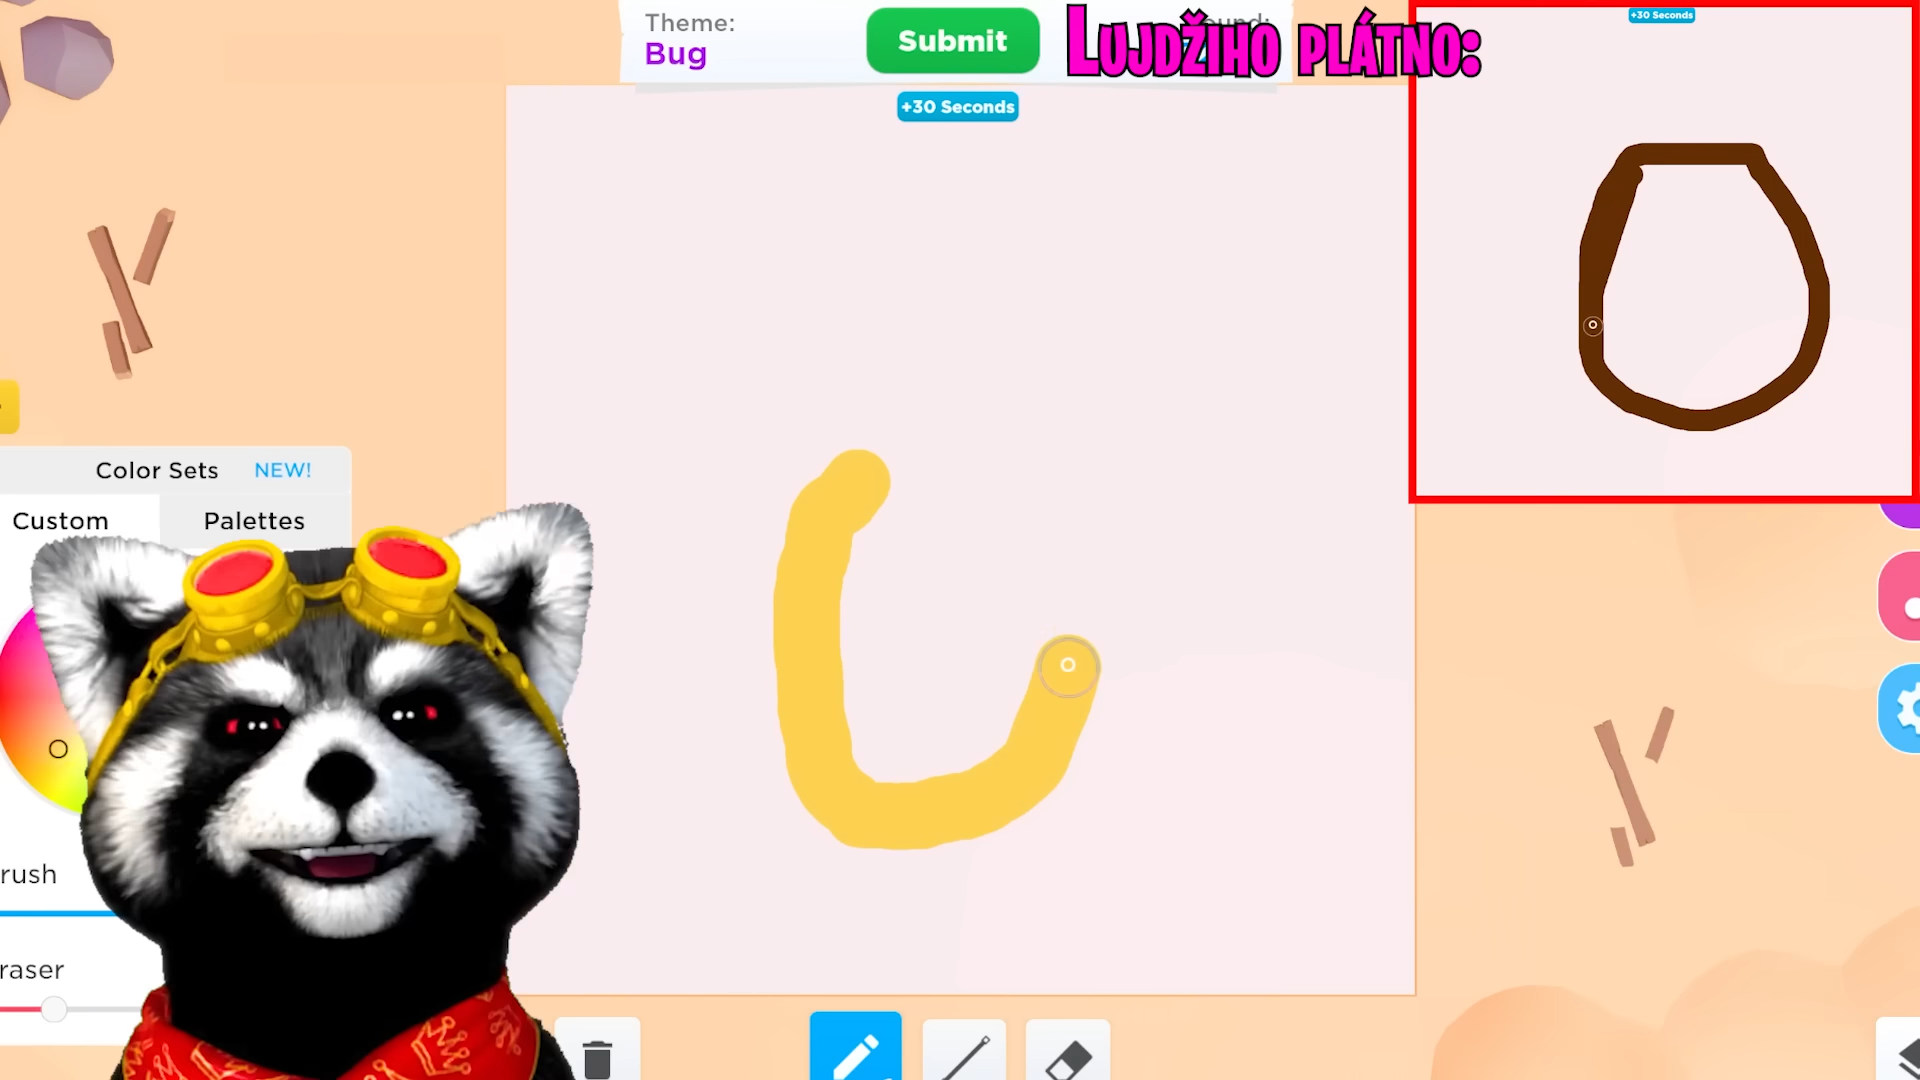 Theme:
Bug
Submit
LUJDŽIHO PLÁTNO:
+30 Seconds
+30 Seconds
Color Sets NEW!
Custom Palettes
rush
raser